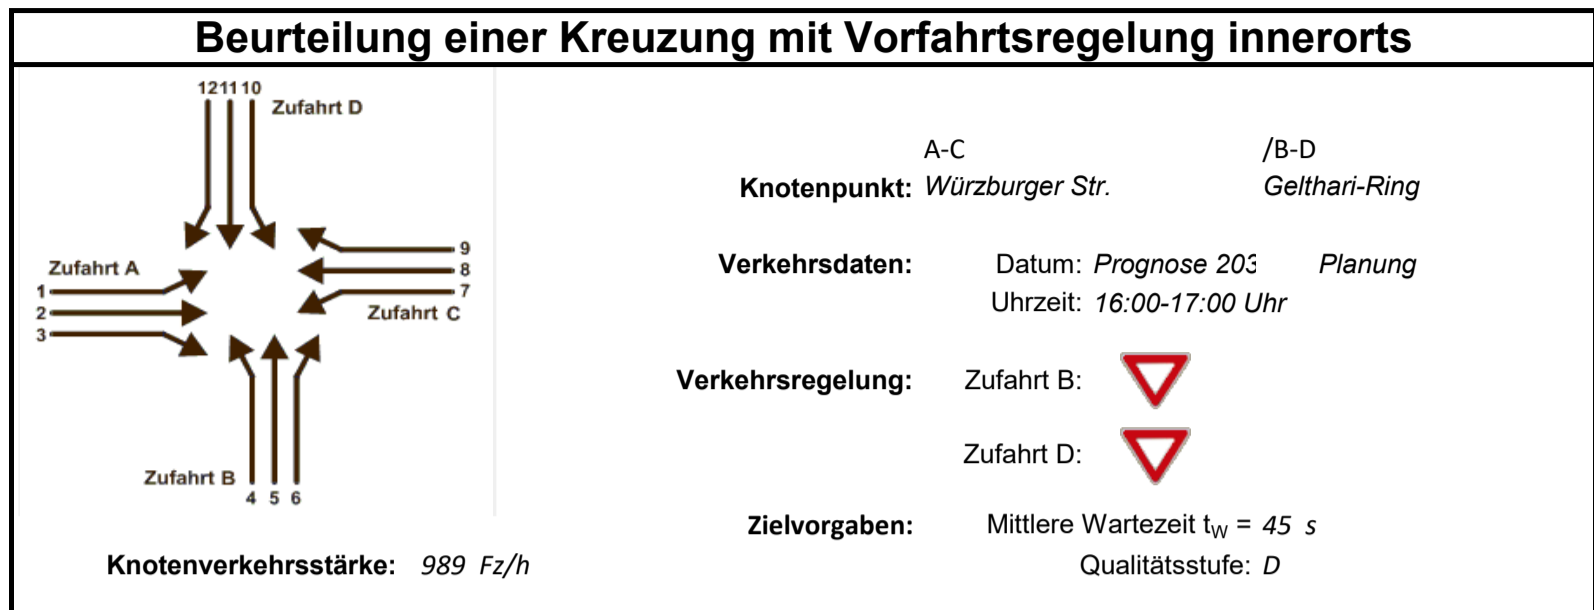 Beurteilung einer Kreuzung mit Vorfahrtsregelung innerorts
12 11 10
Zufahrt D
Zufahrt A
1
2
3
9
8
7
Zufahrt C
Zufahrt B
4 5 6
A-C /B-D
Knotenpunkt: Würzburger Str. Gelthari-Ring
Verkehrsdaten: Datum: Prognose 203 Planung
Uhrzeit: 16:00-17:00 Uhr
Verkehrsregelung: Zufahrt B:
Zufahrt D:
Zielvorgaben: Mittlere Wartezeit tW = 45 s
Knotenverkehrsstärke: 989 Fz/h
Qualitätsstufe: D